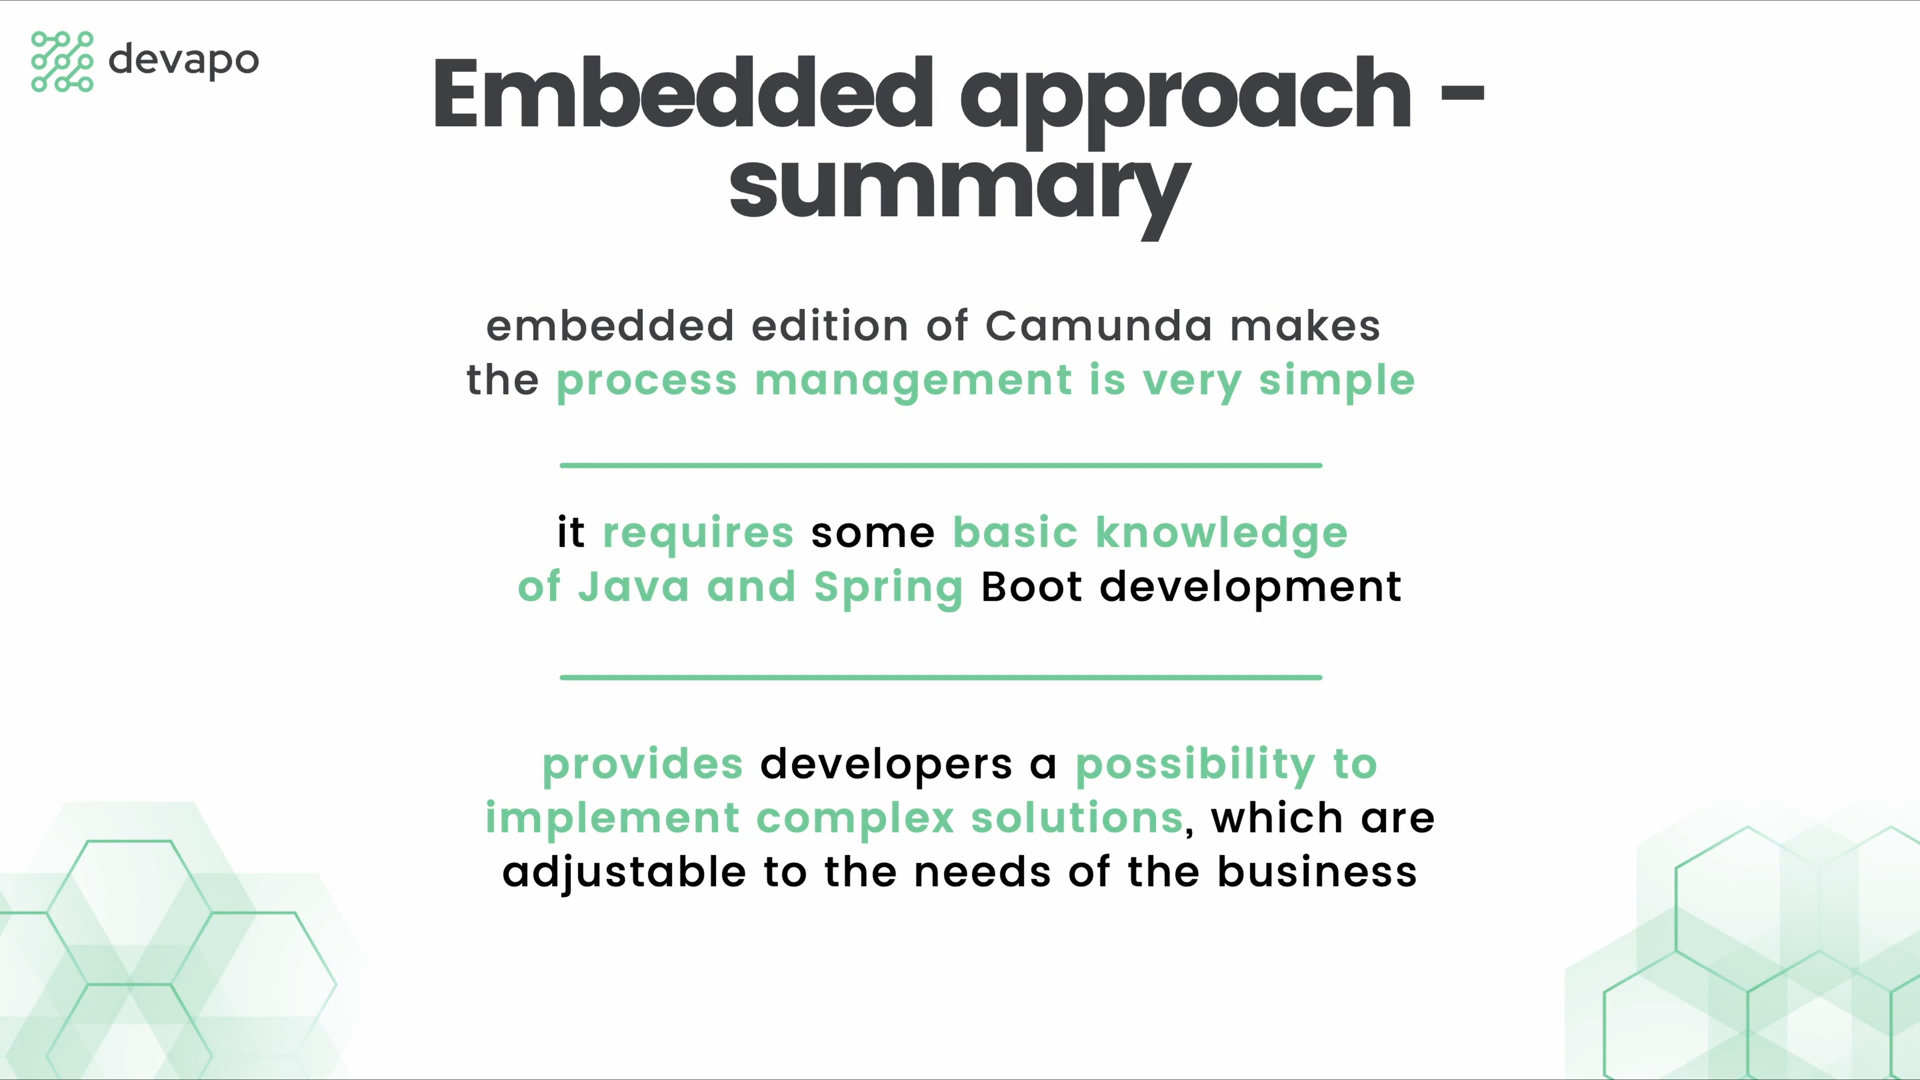 devapo
Embedded approach -
summary
embedded edition of Camunda makes
the process management is very simple
it requires some basic knowledge
of Java and Spring Boot development
provides developers a possibility to
implement complex solutions, which are
adjustable to the needs of the business